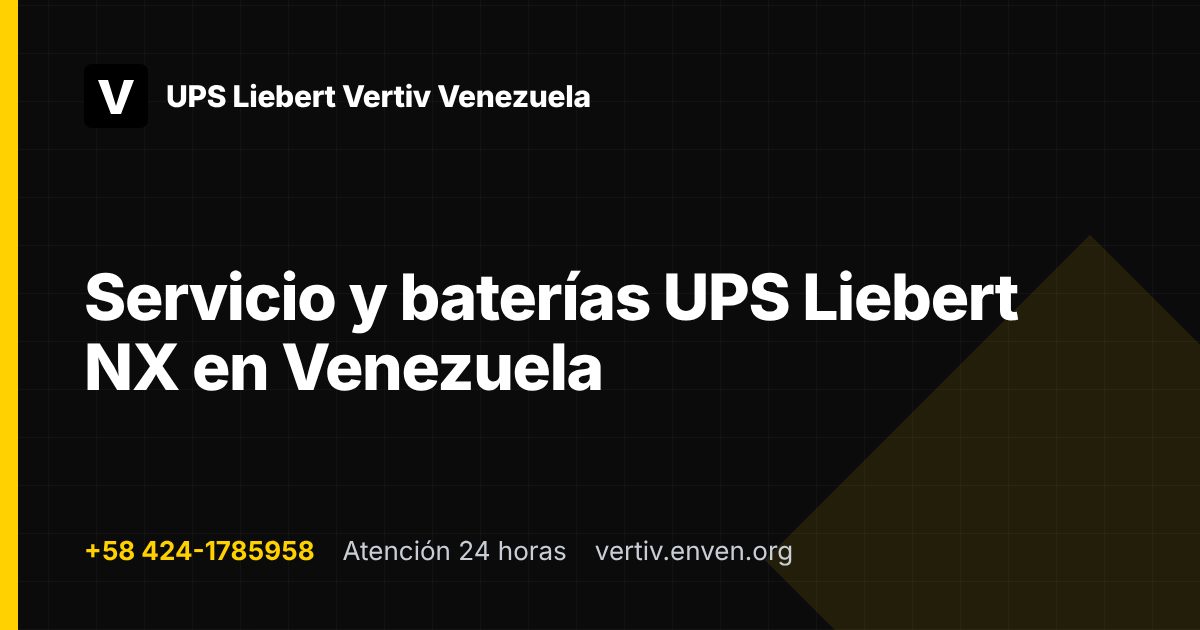 V
UPS Liebert Vertiv Venezuela
Servicio y baterías UPS Liebert
NX en Venezuela
+58 424-1785958 Atención 24 horas vertiv.enven.org